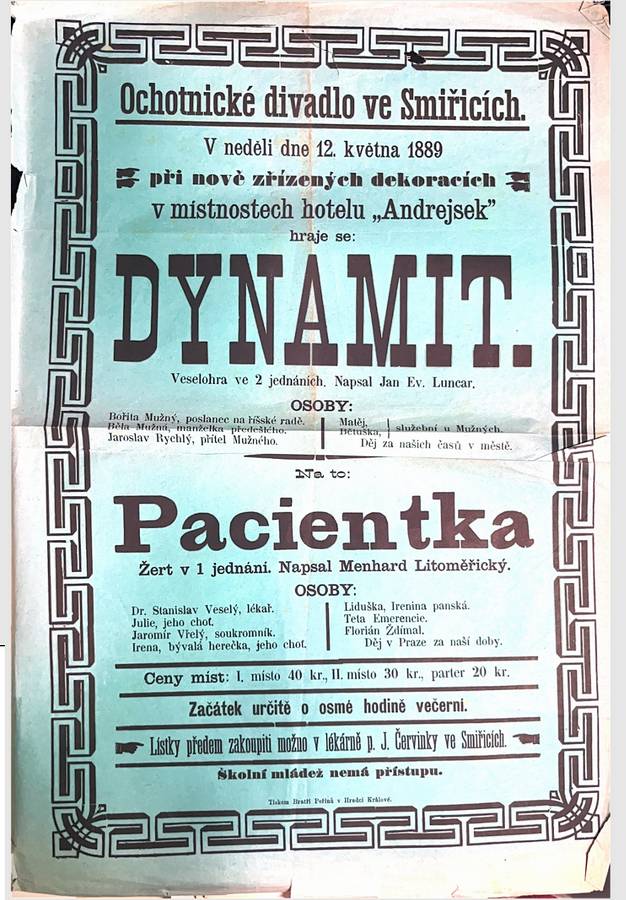 Ochotnické divadlo ve Smiřicích.
V neděli dne 12. května 1889
při nově zřízených dekoracích
v místnostech hotelu „Andrejsek”
hraje se:
DYNAMIT.
Veselohra ve 2 jednáních. Napsal Jan Ev. Luncar.
OSOBY:
Bořita Mužný, poslanec na říšské radě.
Běla Mužná, manželka předešlého.
Jaroslav Rychlý, přítel Mužného.
Matěj,
Bětuška, služební u Mužných.
Děj za našich časů v městě.
Na to:
Pacientka
Žert v 1 jednání. Napsal Menhard Litoměřický.
OSOBY:
Dr. Stanislav Veselý, lékař.
Julie, jeho choť.
Jaromír Vřelý, soukromník.
Irena, bývalá herečka, jeho choť.
Liduška, Irenina panská.
Teta Emerencie.
Florián Ždímal.
Děj v Praze za naší doby.
Ceny míst: I. místo 40 kr., II. místo 30 kr., parter 20 kr.
Začátek určitě o osmé hodině večerní.
Lístky předem zakoupiti možno v lékárně p. J. Červinky ve Smiřicích.
Školní mládež nemá přístupu.
Tiskem Bratří Peřinů v Hradci Králové.